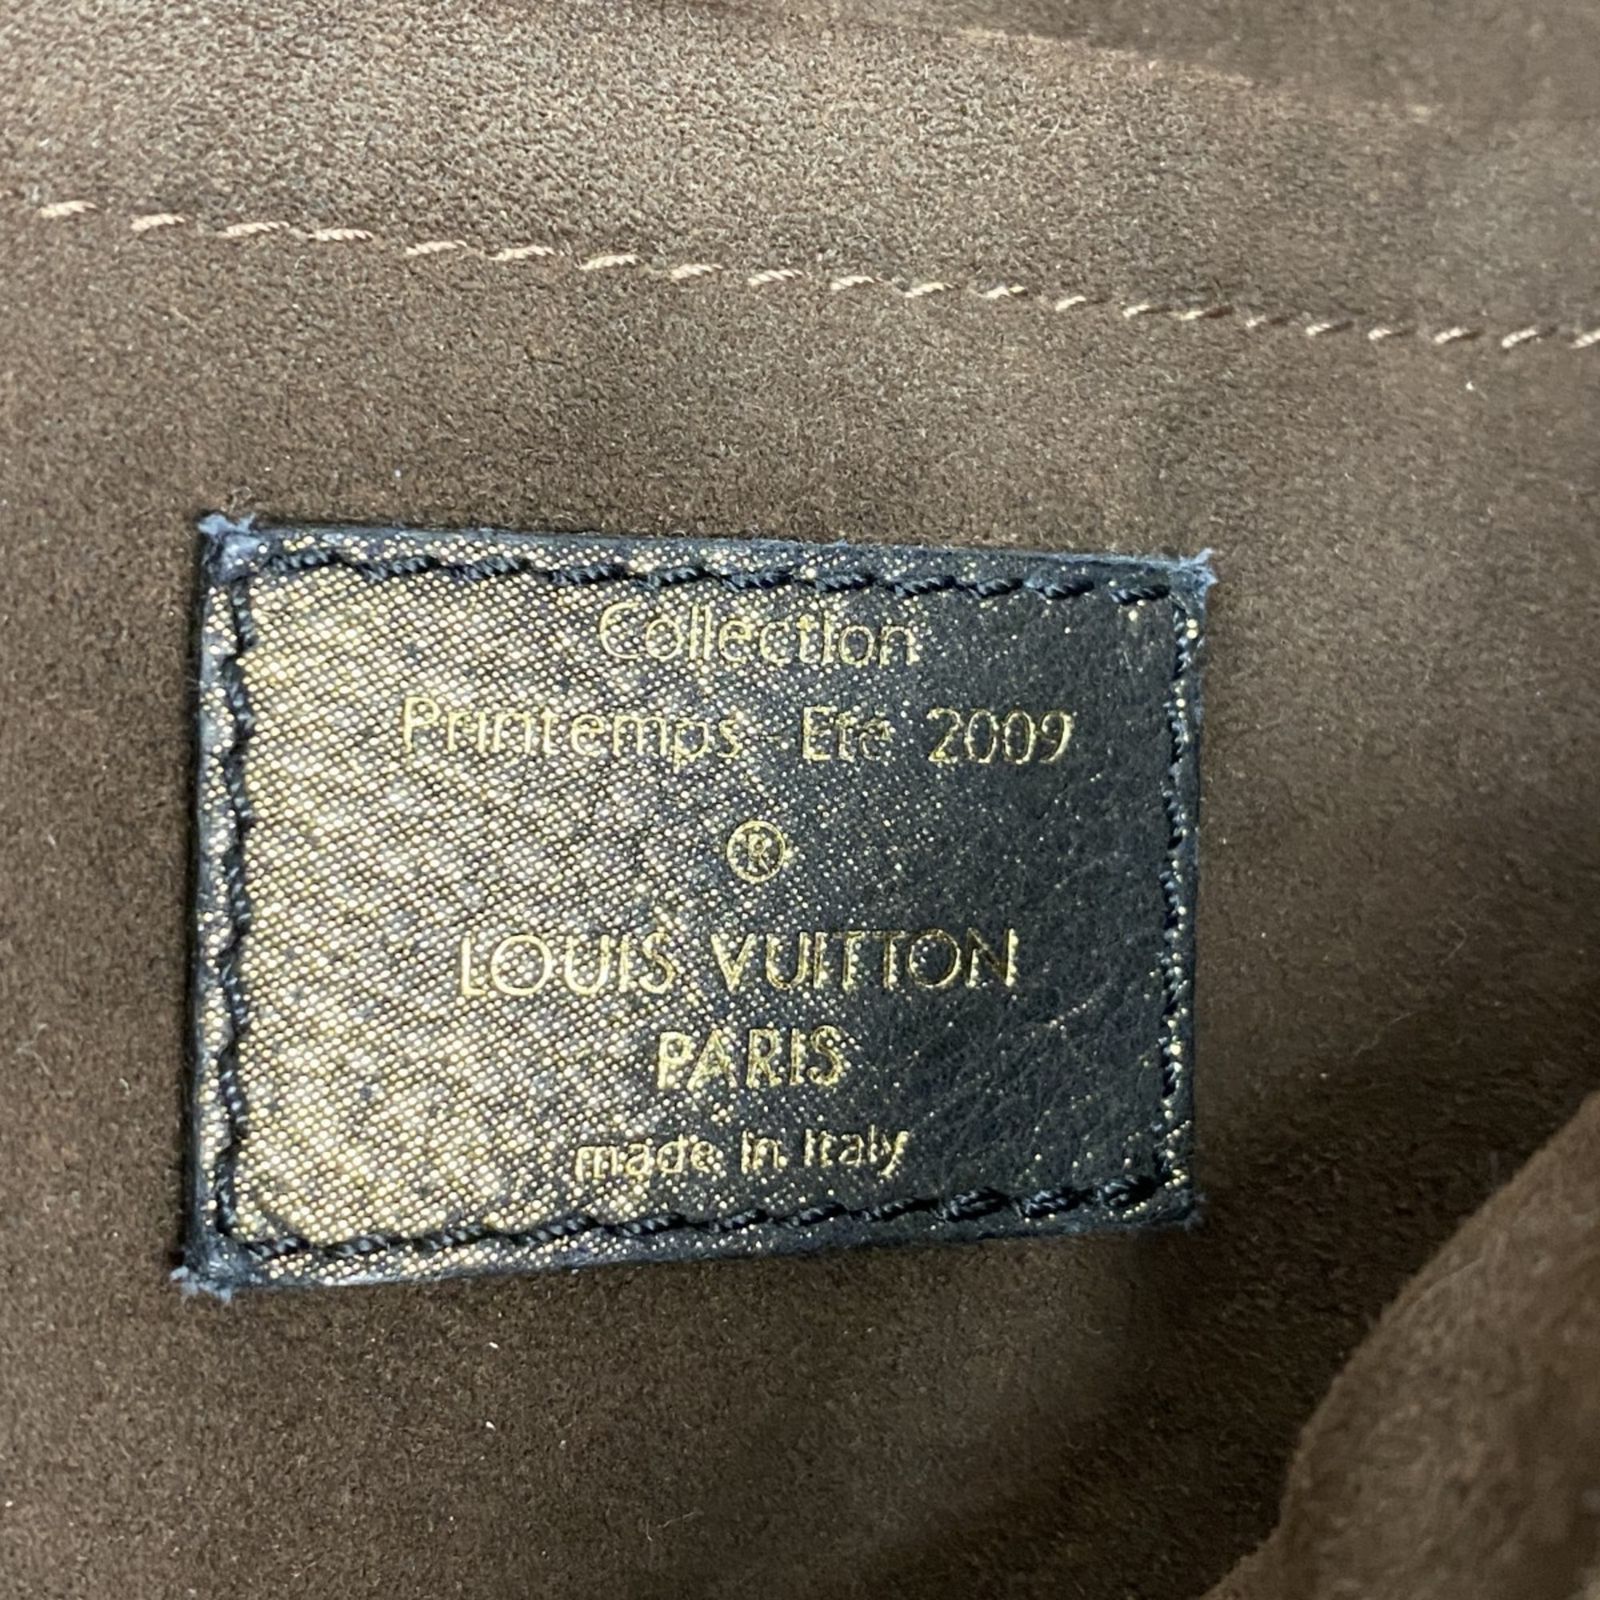 Collection
Printemps - Eté 2009
®
LOUIS VUITTON
PARIS
made in Italy